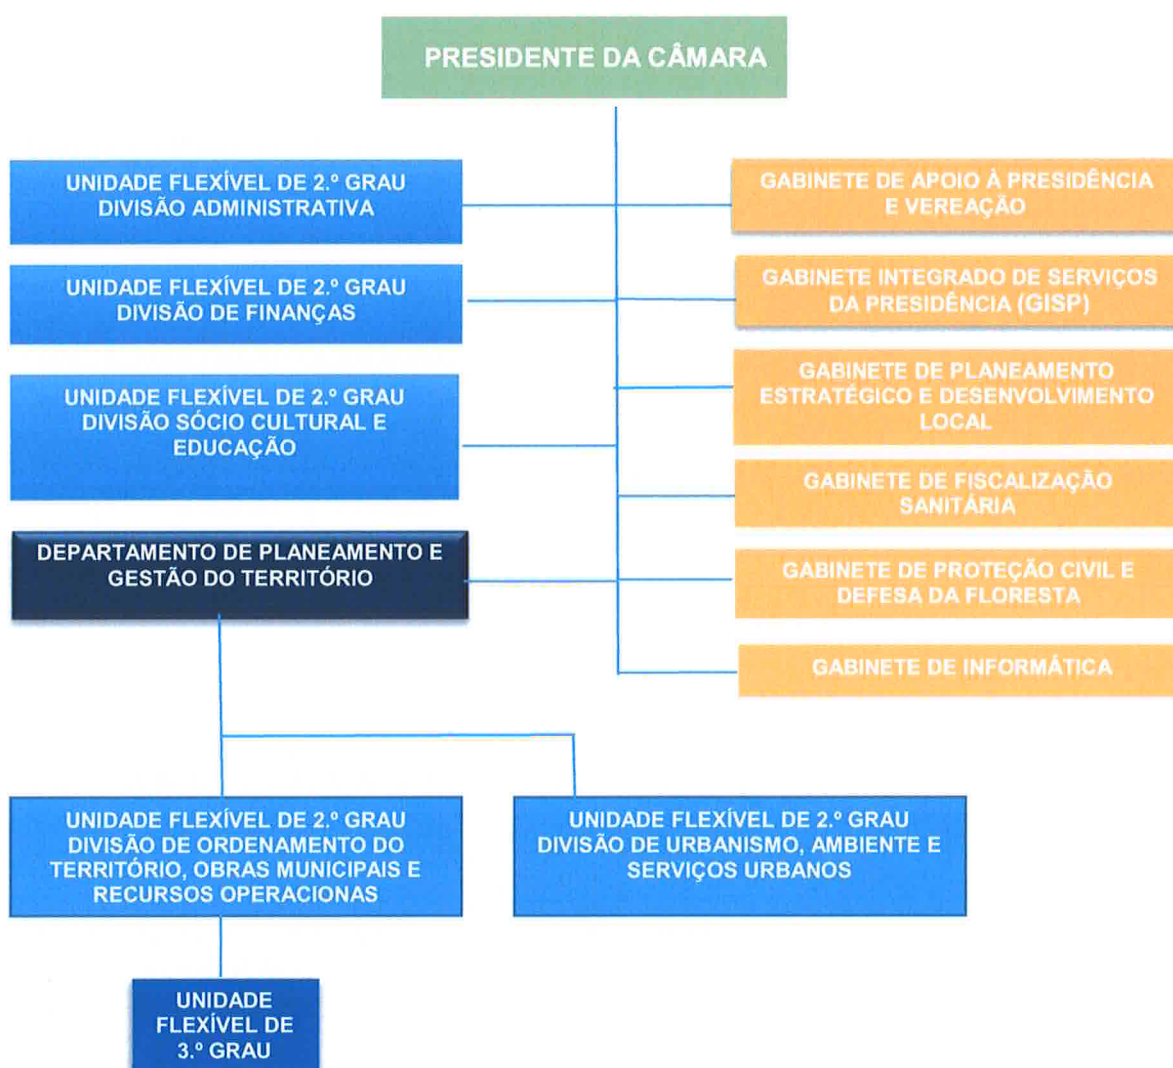 PRESIDENTE DA CÂMARA
UNIDADE FLEXÍVEL DE 2.º GRAU
DIVISÃO ADMINISTRATIVA
GABINETE DE APOIO À PRESIDÊNCIA
E VEREAÇÃO
UNIDADE FLEXÍVEL DE 2.º GRAU
DIVISÃO DE FINANÇAS
GABINETE INTEGRADO DE SERVIÇOS
DA PRESIDÊNCIA (GISP)
UNIDADE FLEXÍVEL DE 2.º GRAU
DIVISÃO SÓCIO CULTURAL E
EDUCAÇÃO
GABINETE DE PLANEAMENTO
ESTRATÉGICO E DESENVOLVIMENTO
LOCAL
GABINETE DE FISCALIZAÇÃO
SANITÁRIA
DEPARTAMENTO DE PLANEAMENTO E
GESTÃO DO TERRITÓRIO
GABINETE DE PROTEÇÃO CIVIL E
DEFESA DA FLORESTA
GABINETE DE INFORMÁTICA
UNIDADE FLEXÍVEL DE 2.º GRAU
DIVISÃO DE ORDENAMENTO DO
TERRITÓRIO, OBRAS MUNICIPAIS E
RECURSOS OPERACIONAS
UNIDADE FLEXÍVEL DE 2.º GRAU
DIVISÃO DE URBANISMO, AMBIENTE E
SERVIÇOS URBANOS
UNIDADE
FLEXÍVEL DE
3.º GRAU